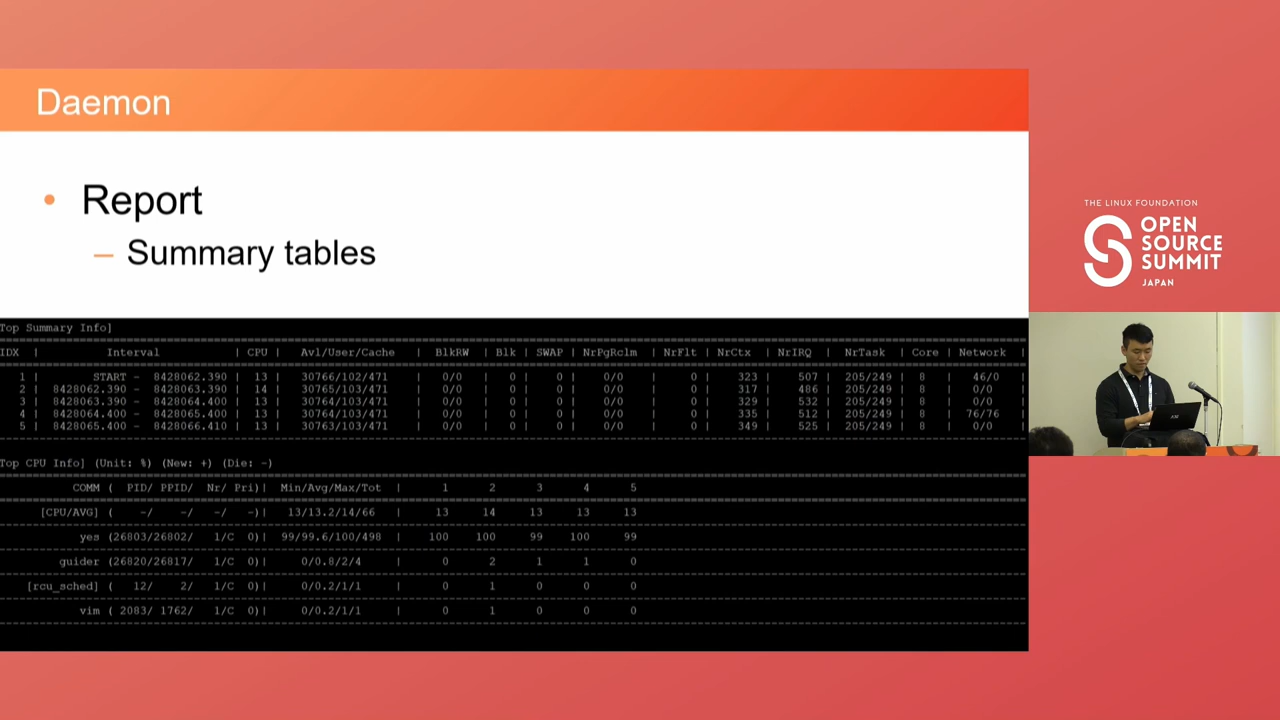 Daemon
• Report
– Summary tables
Top Summary Info]
IDX | Interval | CPU | Avl/User/Cache | BlkRW | Blk | SWAP | NrPgRclm | NrFlt | NrCtx | NrIRQ | NrTask | Core | Network |
1 | START - 8428062.390 | 13 | 30766/102/471 | 0/0 | 0 | 0 | 0/0 | 0 | 323 | 507 | 205/249 | 8 | 46/0
2 | 8428062.390 - 8428063.390 | 14 | 30765/103/471 | 0/0 | 0 | 0 | 0/0 | 0 | 317 | 486 | 205/249 | 8 | 0/0
3 | 8428063.390 - 8428064.400 | 13 | 30764/103/471 | 0/0 | 0 | 0 | 0/0 | 0 | 329 | 532 | 205/249 | 8 | 0/0
4 | 8428064.400 - 8428065.400 | 13 | 30764/103/471 | 0/0 | 0 | 0 | 0/0 | 0 | 335 | 512 | 205/249 | 8 | 76/76
5 | 8428065.400 - 8428066.410 | 13 | 30763/103/471 | 0/0 | 0 | 0 | 0/0 | 0 | 349 | 525 | 205/249 | 8 | 0/0
Top CPU Info] (Unit: %) (New: +) (Die: -)
COMM ( PID/ PPID/ Nr/ Pri)| Min/Avg/Max/Tot | 1 2 3 4 5
[CPU/AVG] ( -/ -/ -/ -)| 13/13.2/14/66 | 13 14 13 13 13
yes (26803/26802/ 1/C 0)| 99/99.6/100/498 | 100 100 99 100 99
guider (26820/26817/ 1/C 0)| 0/0.8/2/4 | 0 2 1 1 0
[rcu_sched] ( 12/ 2/ 1/C 0)| 0/0.2/1/1 | 0 1 0 0 0
vim ( 2083/ 1762/ 1/C 0)| 0/0.2/1/1 | 0 1 0 0 0
THE LINUX FOUNDATION
OPEN
SOURCE
SUMMIT
JAPAN